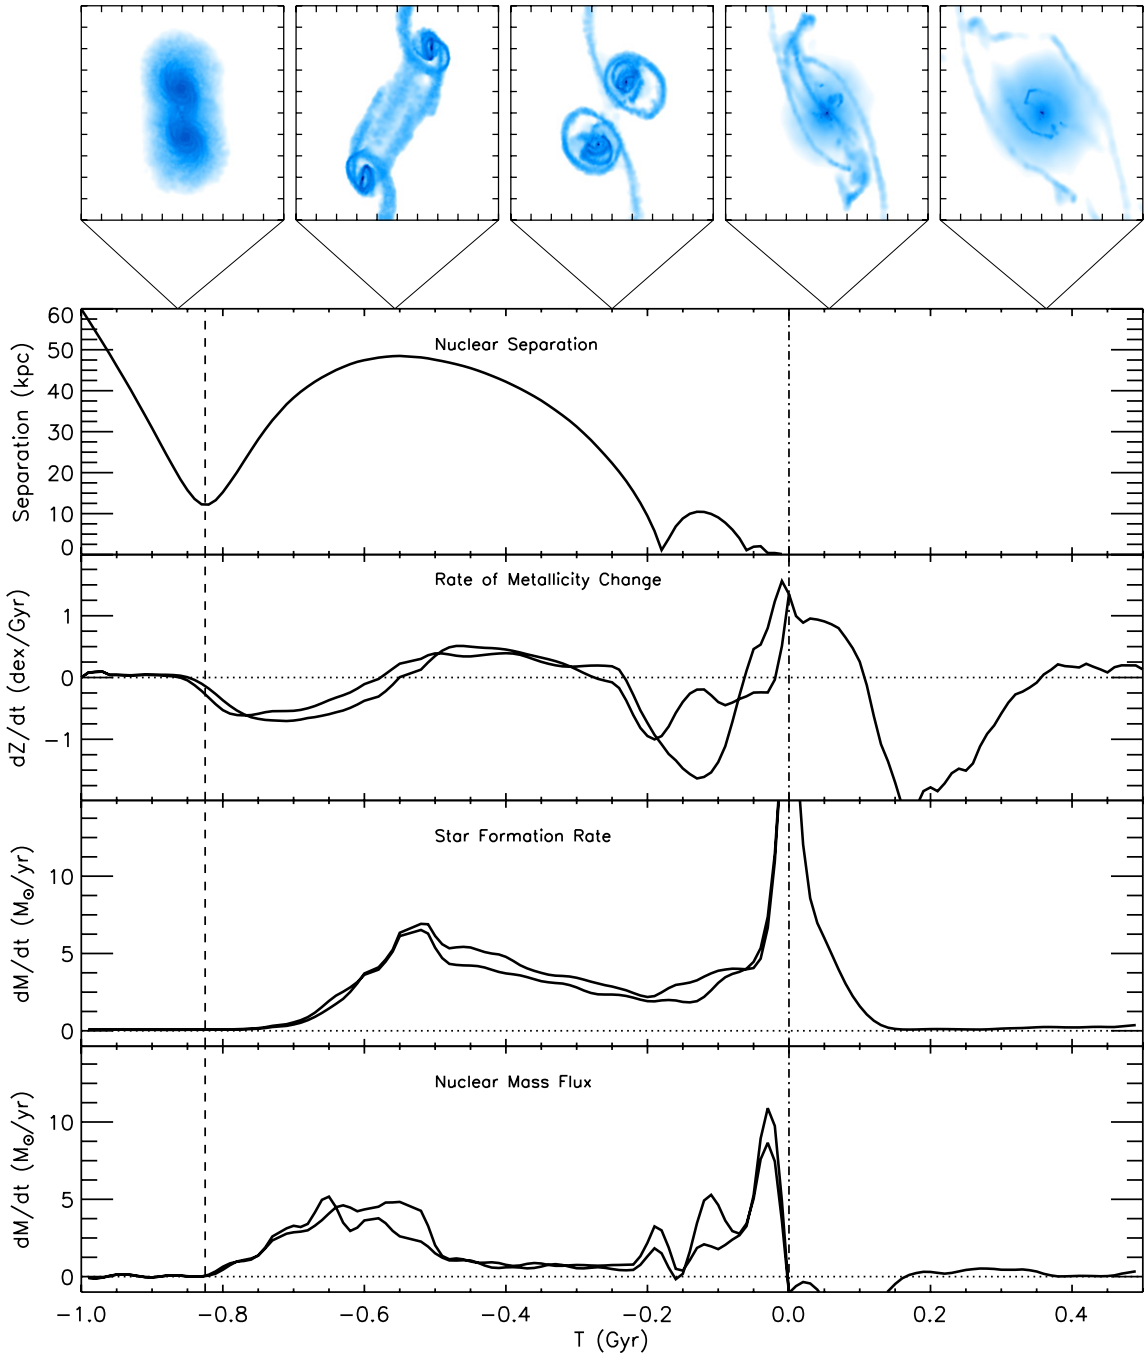 60
50
40
30
20
10
0
Separation (kpc)
Nuclear Separation
1
0
−1
dZ/dt (dex/Gyr)
Rate of Metallicity Change
10
5
0
dM/dt (M⊙/yr)
Star Formation Rate
10
5
0
dM/dt (M⊙/yr)
Nuclear Mass Flux
−1.0 −0.8 −0.6 −0.4 −0.2 0.0 0.2 0.4
T (Gyr)